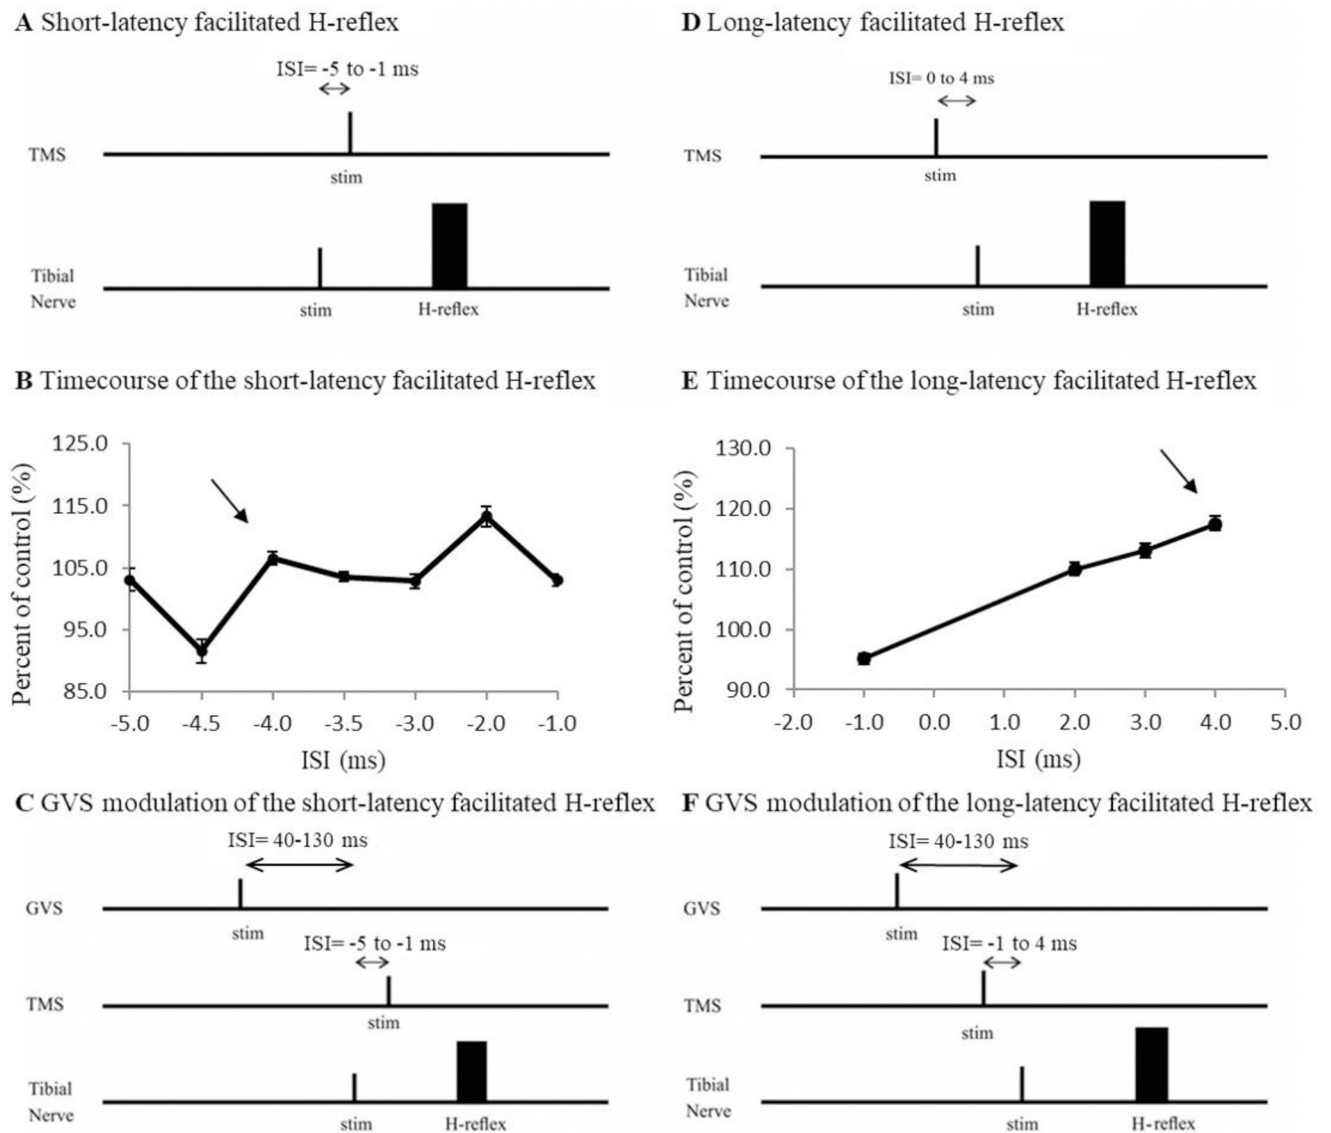 A Short-latency facilitated H-reflex
ISI= -5 to -1 ms
TMS
stim
Tibial
Nerve
stim
H-reflex
D Long-latency facilitated H-reflex
ISI= 0 to 4 ms
TMS
stim
Tibial
Nerve
stim
H-reflex
B Timecourse of the short-latency facilitated H-reflex
Percent of control (%)
125.0
115.0
105.0
95.0
85.0
-5.0 -4.5 -4.0 -3.5 -3.0 -2.0 -1.0
ISI (ms)
E Timecourse of the long-latency facilitated H-reflex
Percent of control (%)
130.0
120.0
110.0
100.0
90.0
-2.0 -1.0 0.0 1.0 2.0 3.0 4.0 5.0
ISI (ms)
C GVS modulation of the short-latency facilitated H-reflex
ISI= 40-130 ms
GVS
stim
ISI= -5 to -1 ms
TMS
stim
Tibial
Nerve
stim
H-reflex
F GVS modulation of the long-latency facilitated H-reflex
ISI= 40-130 ms
GVS
stim
ISI= -1 to 4 ms
TMS
stim
Tibial
Nerve
stim
H-reflex